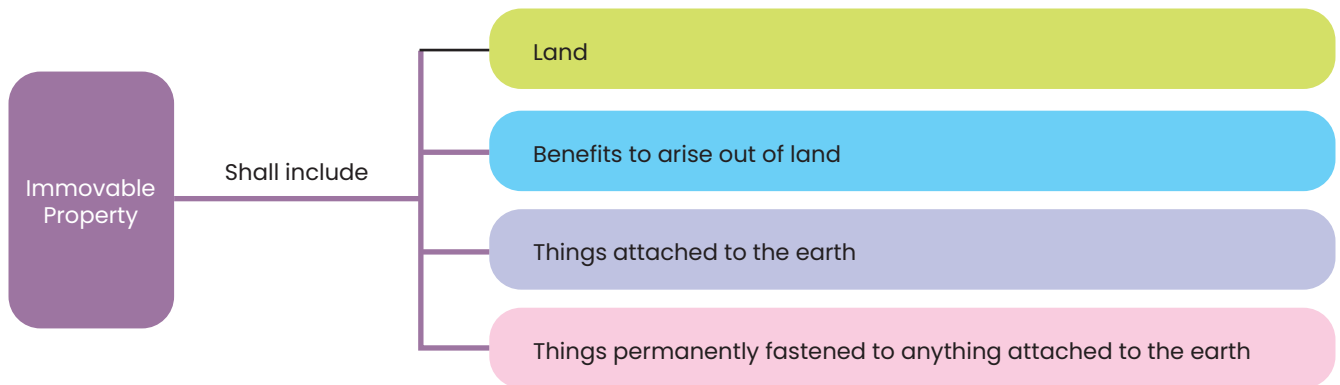 Immovable
Property
Shall include
Land
Benefits to arise out of land
Things attached to the earth
Things permanently fastened to anything attached to the earth